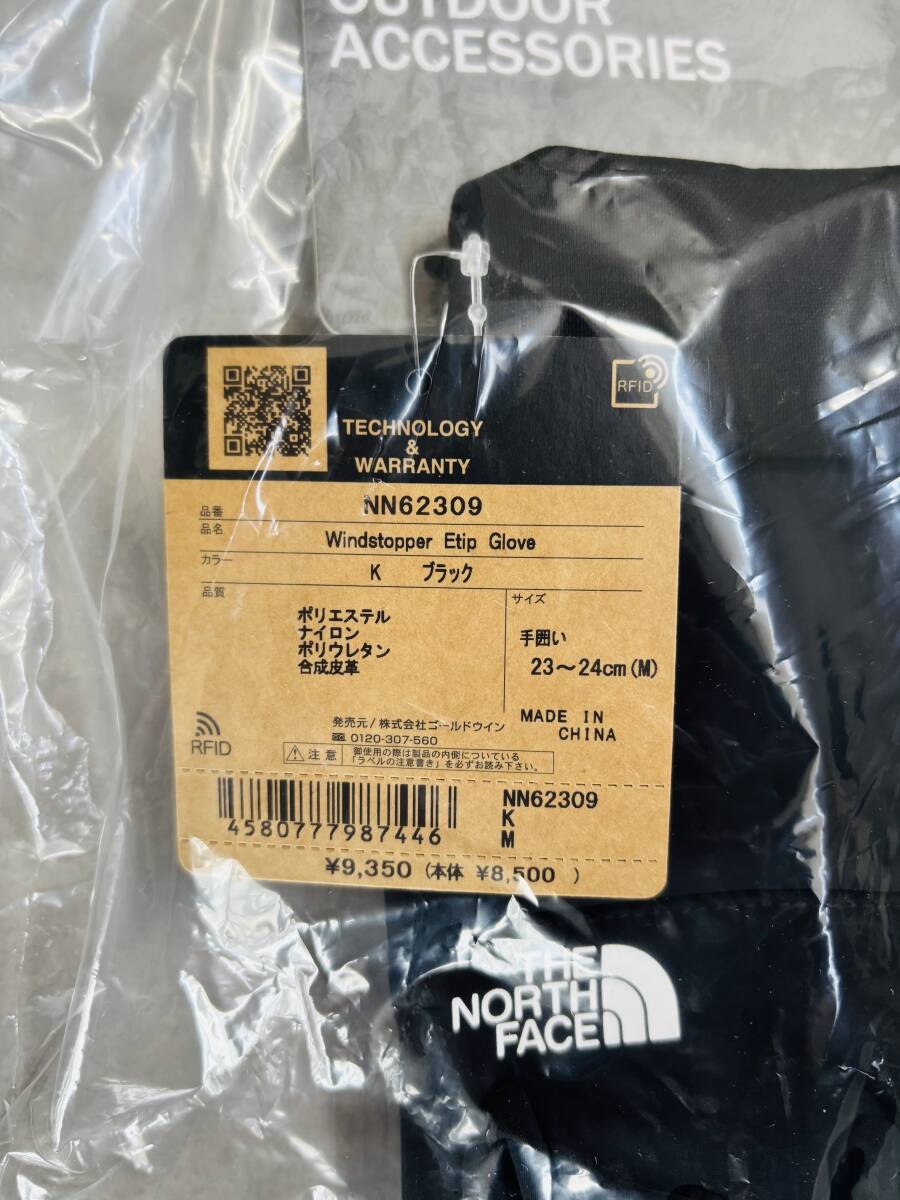 OUTDOOR
ACCESSORIES
RFID
TECHNOLOGY
&
WARRANTY
品番 NN62309
品名 Windstopper Etip Glove
カラー K ブラック
品質
ポリエステル
ナイロン
ポリウレタン
合成皮革
サイズ
手囲い
23～24cm(M)
MADE IN
CHINA
RFID
発売元/株式会社ゴールドウイン
0120-307-560
注意
御使用の際は製品の内側についている
「ラベルの注意書き」を必ずお読み下さい。
4580777987446
NN62309
K
M
¥9,350 (本体 ¥8,500 )
THE
NORTH
FACE